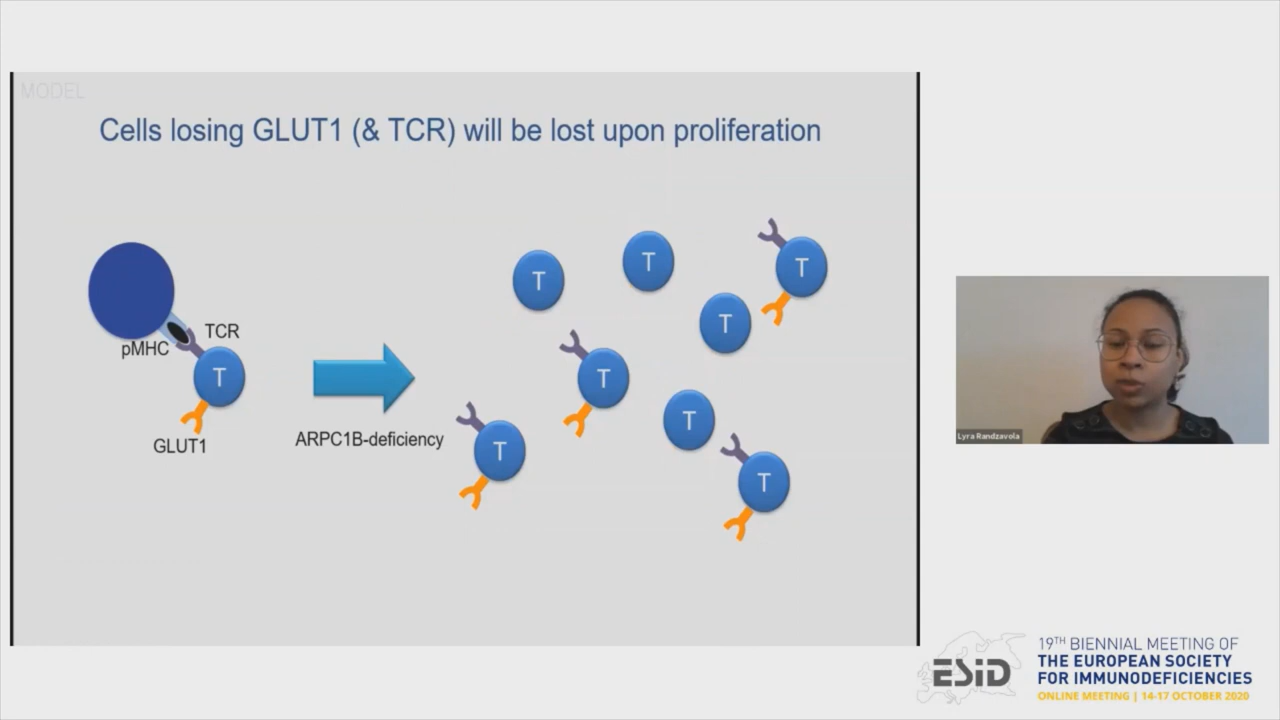 MODEL
Cells losing GLUT1 (& TCR) will be lost upon proliferation
TCR
pMHC
T
GLUT1
ARPC1B-deficiency
T
T
T
T
T
T
T
T
Lyra Randzavola
ESiD
19TH BIENNIAL MEETING OF
THE EUROPEAN SOCIETY
FOR IMMUNODEFICIENCIES
ONLINE MEETING | 14-17 OCTOBER 2020